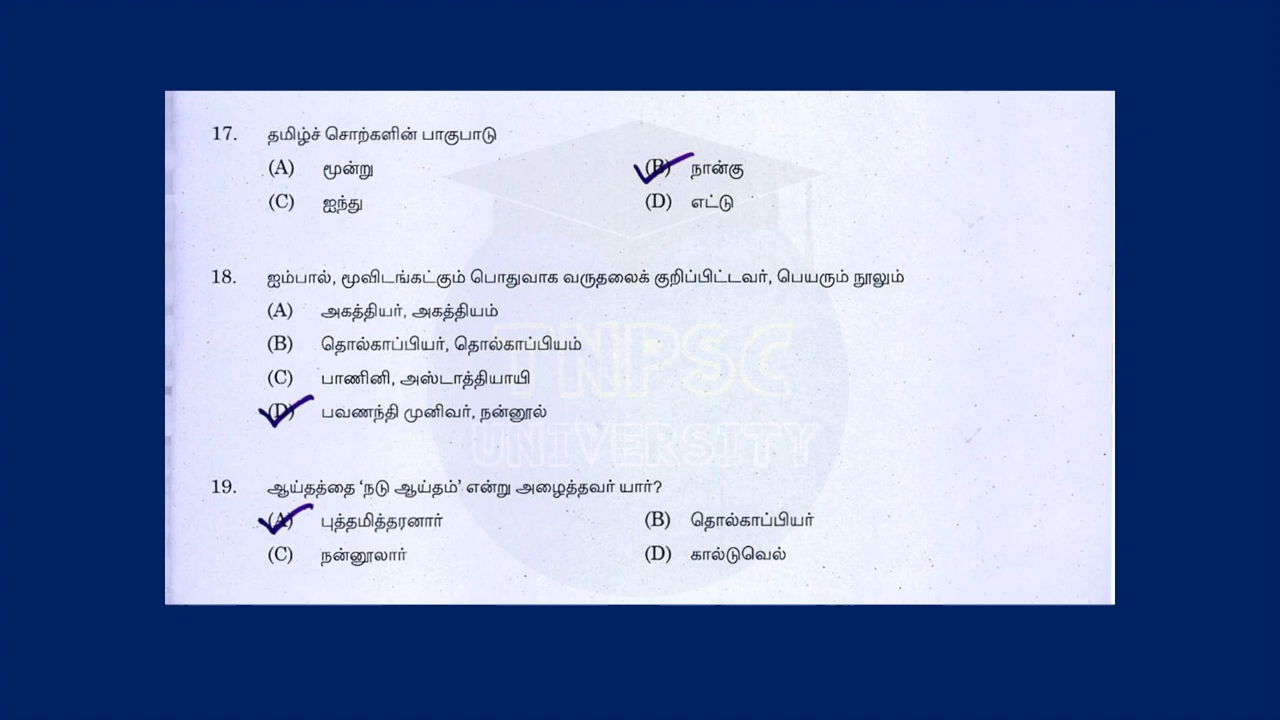 17. தமிழ்ச் சொற்களின் பாகுபாடு
(A) மூன்று (B) நான்கு
(C) ஐந்து (D) எட்டு
18. ஐம்பால், மூவிடங்கட்கும் பொதுவாக வருதலைக் குறிப்பிட்டவர், பெயரும் நூலும்
(A) அகத்தியர், அகத்தியம்
(B) தொல்காப்பியர், தொல்காப்பியம்
(C) பாணினி, அஸ்டாத்தியாயி
(D) பவணந்தி முனிவர், நன்னூல்
TNPSC
UNIVERSITY
19. ஆய்தத்தை ‘நடு ஆய்தம்’ என்று அழைத்தவர் யார்?
(A) புத்தமித்தரனார் (B) தொல்காப்பியர்
(C) நன்னூலார் (D) கால்டுவெல்